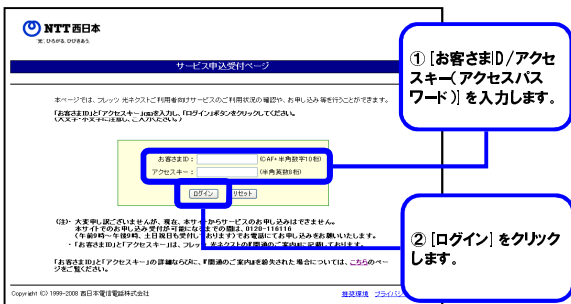 NTT西日本
光、ひろがる、ひびきあう。
サービス申込受付ページ
本ページでは、フレッツ 光ネクストご利用者向けサービスのご利用状況の確認や、お申し込み等を行うことができます。
「お客さまID」と「アクセスキー」を入力し、「ログイン」ボタンをクリックしてください。
(大文字・小文字に注意し、ご入力ください。)
お客さまID:
(CAF+半角数字10桁)
アクセスキー:
(半角英数8桁)
ログイン
リセット
(注)・大変申し訳ございませんが、現在、本サイトからサービスのお申し込みはできません。
本サイトでのお申し込み受付が可能になるまでの間は、0120-116116
(午前9時～午後9時、土日祝日も受付しております)でお電話にてお申し込みをお願いいたします。
・「お客さまID」と「アクセスキー」は、フレッツ 光ネクストの『開通のご案内』に記載しております。
「お客さまID」と「アクセスキー」の詳細ならびに、『開通のご案内』を紛失された場合については、こちらのページをご覧ください。
Copyright (C) 1999-2008 西日本電信電話株式会社
推奨環境
① [お客さまID/アクセ
スキー(アクセスパス
ワード)] を入力します。
② [ログイン] をクリック
します。